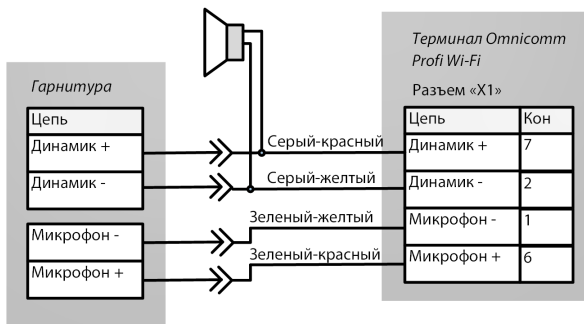 Гарнитура
Цепь
Динамик +
Динамик -
Микрофон -
Микрофон +
Серый-красный
Серый-желтый
Зеленый-желтый
Зеленый-красный
Терминал Omnicomm
Profi Wi-Fi
Разъем «X1»
Цепь Кон
Динамик + 7
Динамик - 2
Микрофон - 1
Микрофон + 6